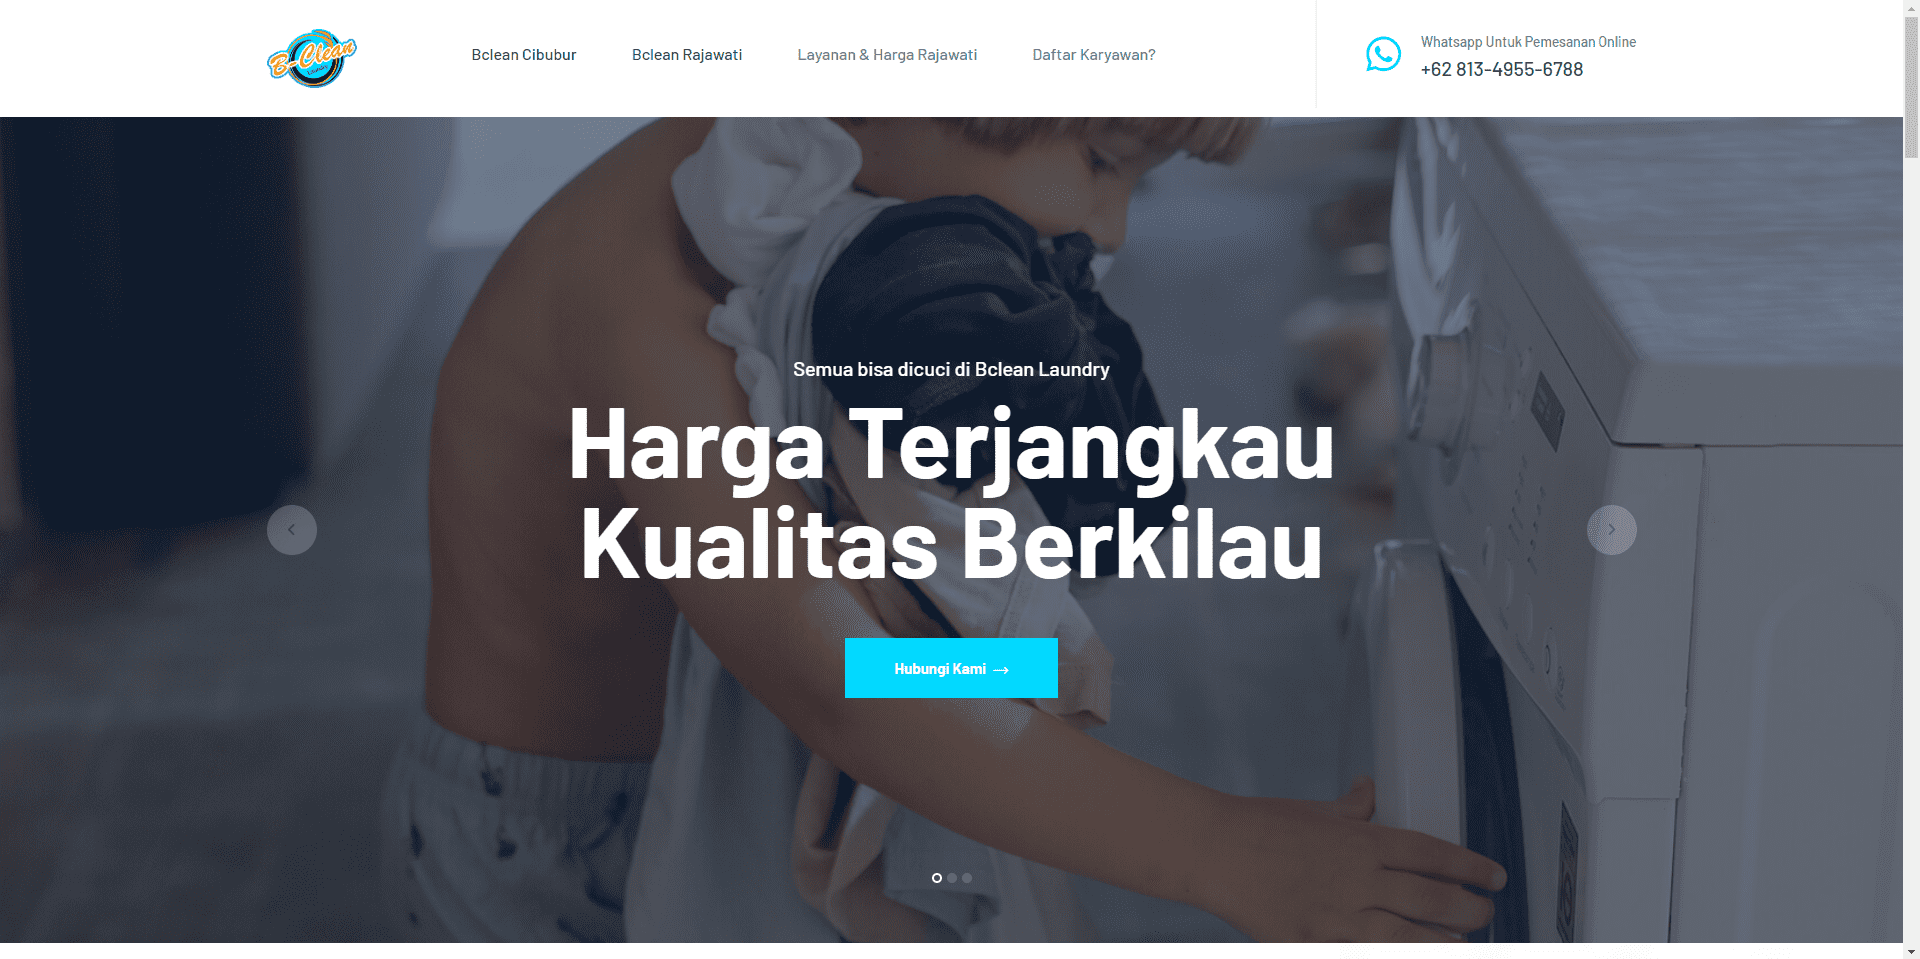 B-Clean
Laundry
Bclean Cibubur
Bclean Rajawati
Layanan & Harga Rajawati
Daftar Karyawan?
Whatsapp Untuk Pemesanan Online
+62 813-4955-6788
Semua bisa dicuci di Bclean Laundry
Harga Terjangkau
Kualitas Berkilau
Hubungi Kami →